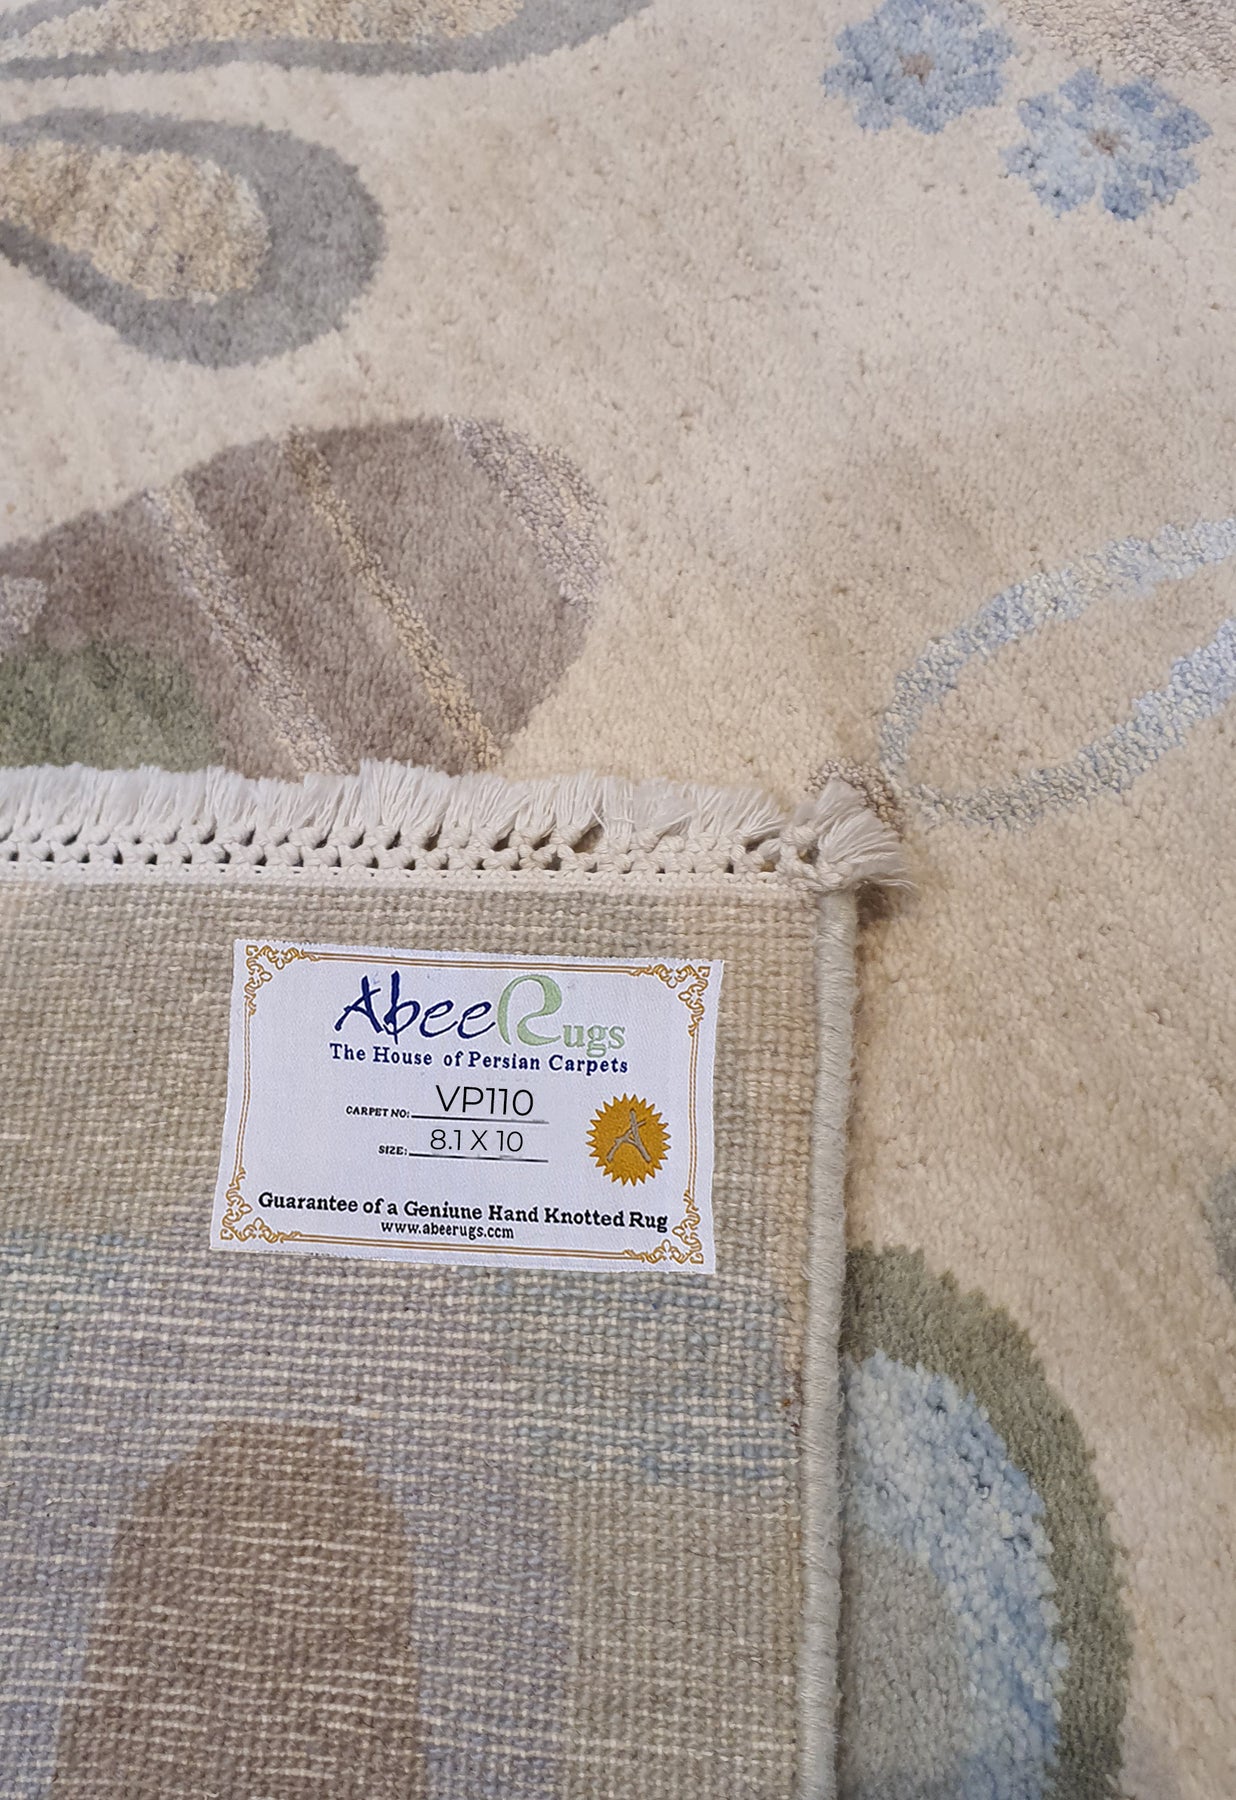 AbeeRugs
The House of Persian Carpets
CARPET NO: VP110
SIZE: 8.1 X 10
A
Guarantee of a Geniune Hand Knotted Rug
www.abeerugs.com